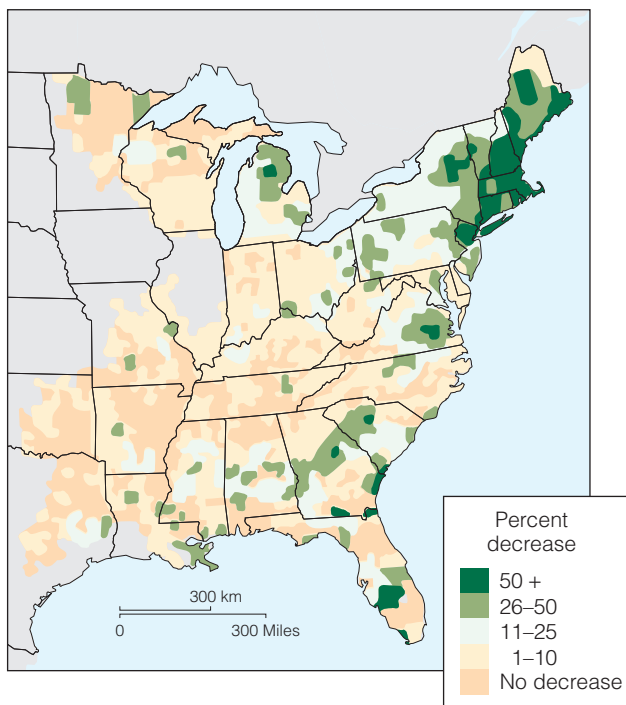 300 km
0
300 Miles
Percent
decrease
50 +
26–50
11–25
1–10
No decrease